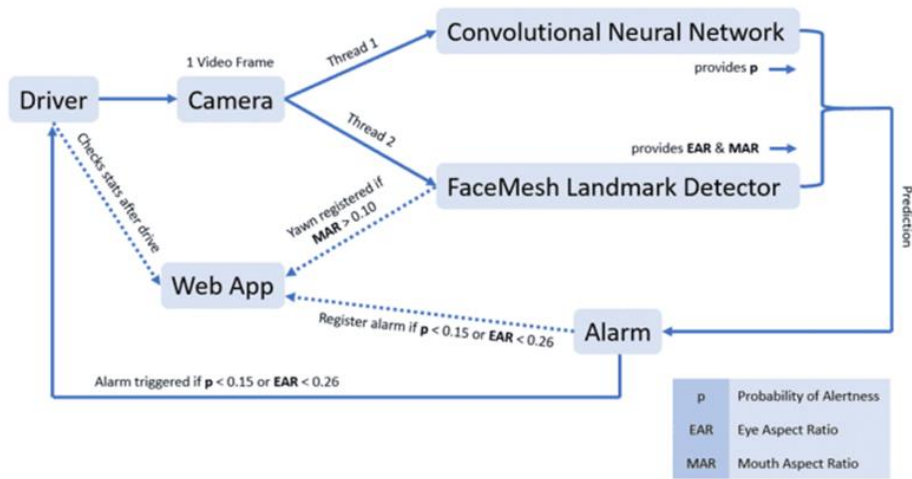 Convolutional Neural Network
Thread 1
1 Video Frame
provides p
Driver
Camera
Thread 2
provides EAR & MAR
FaceMesh Landmark Detector
Checks stats after drive
Yawn registered if
MAR > 0.10
Prediction
Web App
Register alarm if p < 0.15 or EAR < 0.26
Alarm
Alarm triggered if p < 0.15 or EAR < 0.26
p Probability of Alertness
EAR Eye Aspect Ratio
MAR Mouth Aspect Ratio